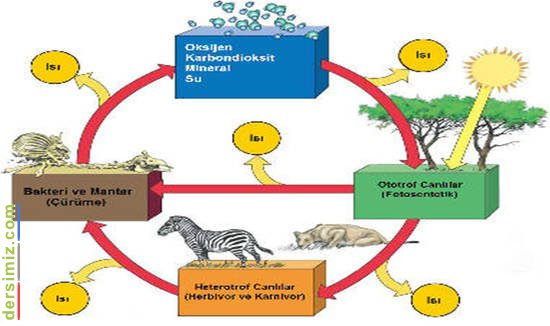 Oksijen
Karbondioksit
Mineral
Su
Isı
Isı
Isı
Bakteri ve Mantar
(Çürüme)
Ototrof Canlılar
(Fotosentetik)
Heterotrof Canlılar
(Herbivor ve Karnivor)
Isı
Isı
dersimiz.com